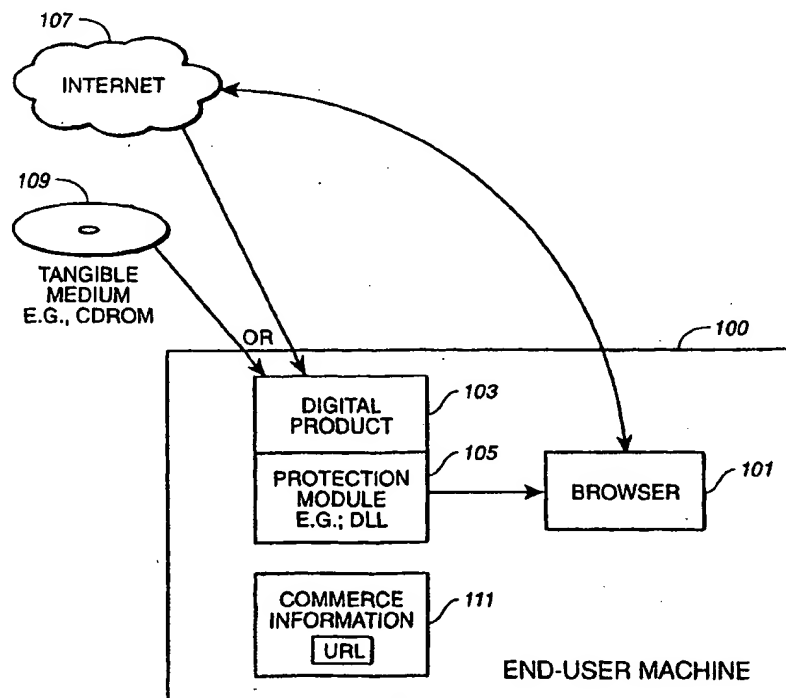 107
INTERNET
109
TANGIBLE
MEDIUM
E.G., CDROM
OR
100
DIGITAL
PRODUCT
103
PROTECTION
MODULE
E.G.; DLL
105
BROWSER
101
COMMERCE
INFORMATION
URL
111
END-USER MACHINE